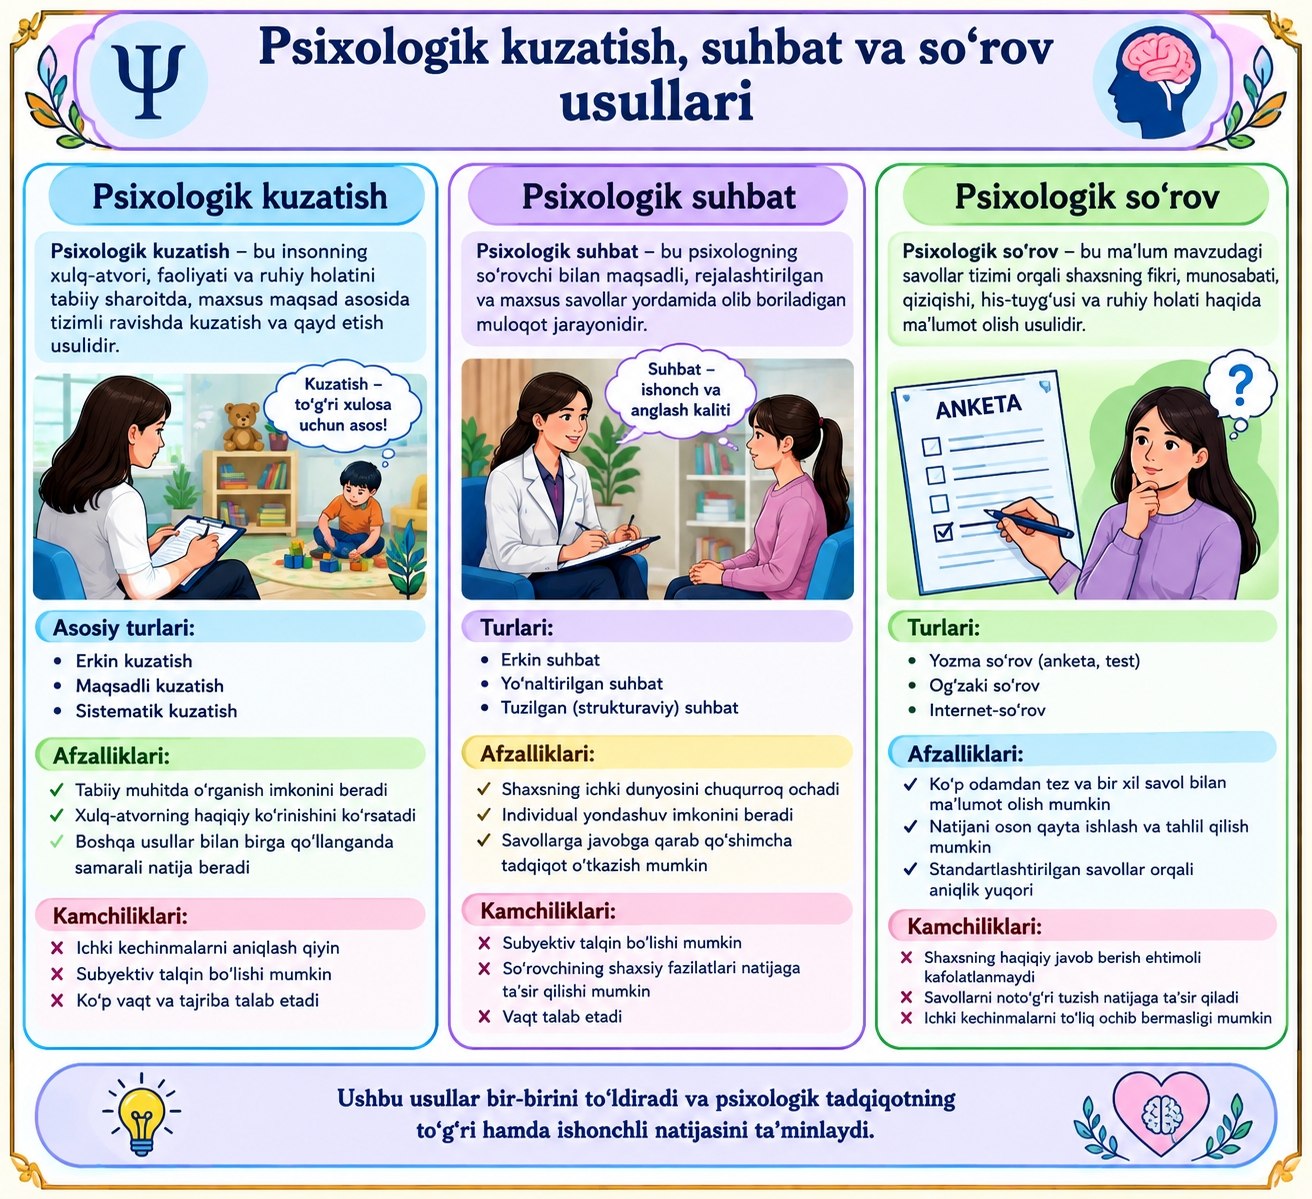 Ψ
Psixologik kuzatish, suhbat va so‘rov
usullari
Psixologik kuzatish
Psixologik kuzatish – bu insonning
xulq-atvori, faoliyati va ruhiy holatini
tabiiy sharoitda, maxsus maqsad asosida
tizimli ravishda kuzatish va qayd etish
usulidir.
Kuzatish –
to‘g‘ri xulosa
uchun asos!
Asosiy turlari:
• Erkin kuzatish
• Maqsadli kuzatish
• Sistematik kuzatish
Afzalliklari:
✓ Tabiiy muhitda o‘rganish imkonini beradi
✓ Xulq-atvorning haqiqiy ko‘rinishini ko‘rsatadi
✓ Boshqa usullar bilan birga qo‘llanganda
samarali natija beradi
Kamchiliklari:
✗ Ichki kechinmalarni aniqlash qiyin
✗ Subyektiv talqin bo‘lishi mumkin
✗ Ko‘p vaqt va tajriba talab etadi
Psixologik suhbat
Psixologik suhbat – bu psixologning
so‘rovchi bilan maqsadli, rejalashtirilgan
va maxsus savollar yordamida olib boriladigan
muloqot jarayonidir.
Suhbat –
ishonch va
anglash kaliti
Turlari:
• Erkin suhbat
• Yo‘naltirilgan suhbat
• Tuzilgan (strukturaviy) suhbat
Afzalliklari:
✓ Shaxsning ichki dunyosini chuqurroq ochadi
✓ Individual yondashuv imkonini beradi
✓ Savollarga javobga qarab qo‘shimcha
tadqiqot o‘tkazish mumkin
Kamchiliklari:
✗ Subyektiv talqin bo‘lishi mumkin
✗ So‘rovchining shaxsiy fazilatlari natijaga
ta’sir qilishi mumkin
✗ Vaqt talab etadi
Psixologik so‘rov
Psixologik so‘rov – bu ma’lum mavzudagi
savollar tizimi orqali shaxsning fikri, munosabati,
qiziqishi, his-tuyg‘usi va ruhiy holati haqida
ma’lumot olish usulidir.
ANKETA
?
Turlari:
• Yozma so‘rov (anketa, test)
• Og‘zaki so‘rov
• Internet-so‘rov
Afzalliklari:
✓ Ko‘p odamdan tez va bir xil savol bilan
ma’lumot olish mumkin
✓ Natijani oson qayta ishlash va tahlil qilish
mumkin
✓ Standartlashtirilgan savollar orqali
aniqlik yuqori
Kamchiliklari:
✗ Shaxsning haqiqiy javob berish ehtimoli
kafolatlanmaydi
✗ Savollarni noto‘g‘ri tuzish natijaga ta’sir qiladi
✗ Ichki kechinmalarni to‘liq ochib bermasligi mumkin
Ushbu usullar bir-birini to‘ldiradi va psixologik tadqiqotning
to‘g‘ri hamda ishonchli natijasini ta’minlaydi.